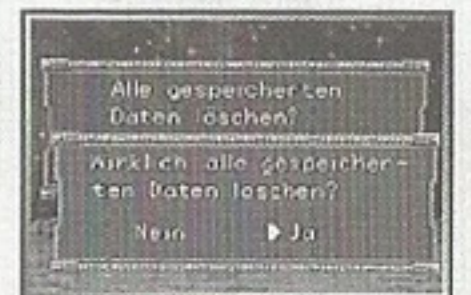 Alle gespeicherten
Daten löschen?
Wirklich alle gespeicher-
ten Daten löschen?
Nein ▶Ja